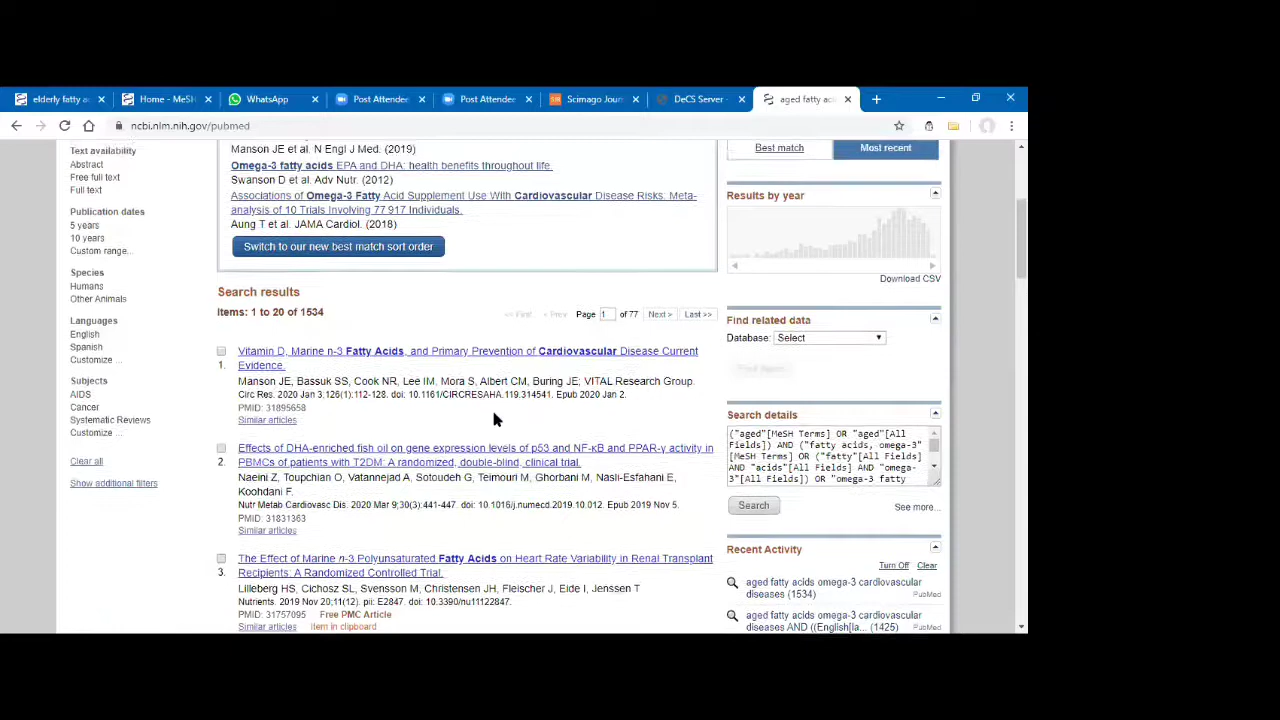 elderly fatty a
Home - MeSH
WhatsApp
Post Attende
Post Attende
Scimago Jour
DeCS Server -
aged fatty aci
ncbi.nlm.nih.gov/pubmed
Text availability
Abstract
Free full text
Full text
Publication dates
5 years
10 years
Custom range...
Species
Humans
Other Animals
Languages
English
Spanish
Customize ...
Subjects
AIDS
Cancer
Systematic Reviews
Customize ...
Clear all
Show additional filters
Manson JE et al. N Engl J Med. (2019)
Omega-3 fatty acids EPA and DHA: health benefits throughout life.
Swanson D et al. Adv Nutr. (2012)
Associations of Omega-3 Fatty Acid Supplement Use With Cardiovascular Disease Risks: Meta-
analysis of 10 Trials Involving 77 917 Individuals.
Aung T et al. JAMA Cardiol. (2018)
Switch to our new best match sort order
Search results
Items: 1 to 20 of 1534
<< First < Prev Page 1 of 77 Next > Last >>
Vitamin D, Marine n-3 Fatty Acids, and Primary Prevention of Cardiovascular Disease Current
1. Evidence.
Manson JE, Bassuk SS, Cook NR, Lee IM, Mora S, Albert CM, Buring JE; VITAL Research Group.
Circ Res. 2020 Jan 3;126(1):112-128. doi: 10.1161/CIRCRESAHA.119.314541. Epub 2020 Jan 2.
PMID: 31895658
Similar articles
Effects of DHA-enriched fish oil on gene expression levels of p53 and NF-κB and PPAR-γ activity in
2. PBMCs of patients with T2DM: A randomized, double-blind, clinical trial.
Naeini Z, Toupchian O, Vatannejad A, Sotoudeh G, Teimouri M, Ghorbani M, Nasli-Esfahani E,
Koohdani F.
Nutr Metab Cardiovasc Dis. 2020 Mar 9;30(3):441-447. doi: 10.1016/j.numecd.2019.10.012. Epub 2019 Nov 5.
PMID: 31831363
Similar articles
The Effect of Marine n-3 Polyunsaturated Fatty Acids on Heart Rate Variability in Renal Transplant
3. Recipients: A Randomized Controlled Trial.
Lilleberg HS, Cichosz SL, Svensson M, Christensen JH, Fleischer J, Eide I, Jenssen T
Nutrients. 2019 Nov 20;11(12). pii: E2847. doi: 10.3390/nu11122847.
PMID: 31757095 Free PMC Article
Similar articles Item in clipboard
Best match
Most recent
Results by year
Download CSV
Find related data
Database: Select
Search details
("aged"[MeSH Terms] OR "aged"[All
Fields]) AND ("fatty acids, omega-3"
[MeSH Terms] OR ("fatty"[All Fields]
AND "acids"[All Fields] AND "omega-
3"[All Fields]) OR "omega-3 fatty
Search
See more...
Recent Activity
Turn Off Clear
aged fatty acids omega-3 cardiovascular
diseases (1534)
PubMed
aged fatty acids omega-3 cardiovascular
diseases AND ((English[la... (1425)
PubMed